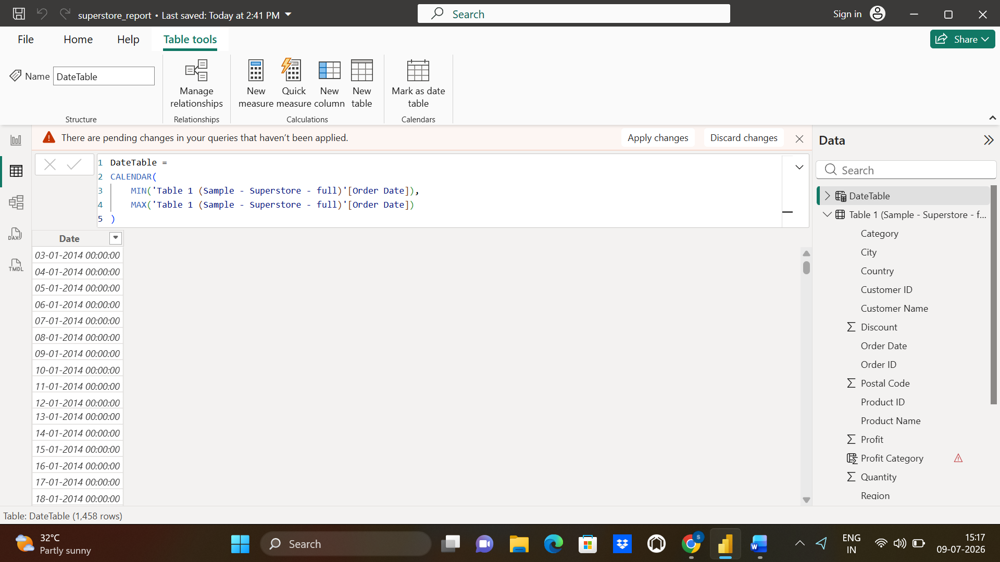 superstore_report • Last saved: Today at 2:41 PM
Search
Sign in
File
Home
Help
Table tools
Share
Name
DateTable
Structure
Manage relationships
Relationships
New measure
Quick measure
New column
New table
Calculations
Mark as date table
Calendars
There are pending changes in your queries that haven't been applied.
Apply changes
Discard changes
1 DateTable =
2 CALENDAR(
3 MIN('Table 1 (Sample - Superstore - full)'[Order Date]),
4 MAX('Table 1 (Sample - Superstore - full)'[Order Date])
5 )
DAX
TMDL
Date
03-01-2014 00:00:00
04-01-2014 00:00:00
05-01-2014 00:00:00
06-01-2014 00:00:00
07-01-2014 00:00:00
08-01-2014 00:00:00
09-01-2014 00:00:00
10-01-2014 00:00:00
11-01-2014 00:00:00
12-01-2014 00:00:00
13-01-2014 00:00:00
14-01-2014 00:00:00
15-01-2014 00:00:00
16-01-2014 00:00:00
17-01-2014 00:00:00
18-01-2014 00:00:00
Data
Search
DateTable
Table 1 (Sample - Superstore - f...
Category
City
Country
Customer ID
Customer Name
Discount
Order Date
Order ID
Postal Code
Product ID
Product Name
Profit
Profit Category
Quantity
Region
Table: DateTable (1,458 rows)
32°C
Partly sunny
Search
S
W
ENG
IN
15:17
09-07-2026